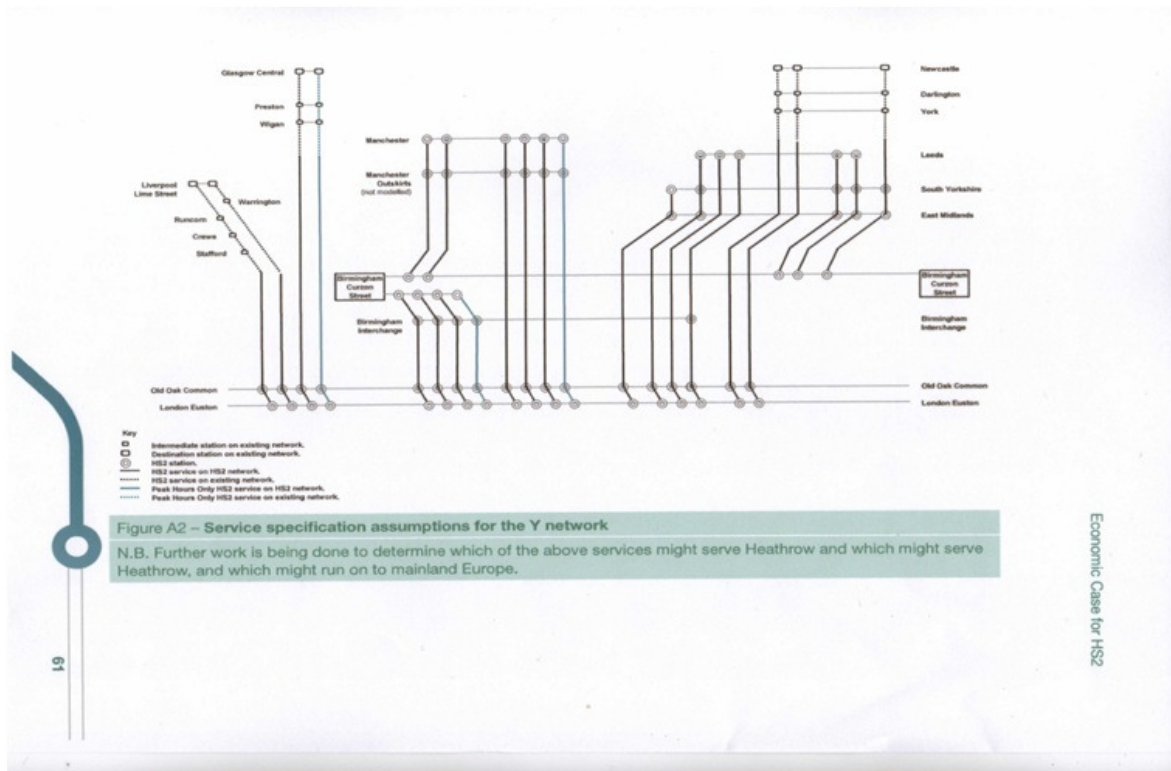 Glasgow Central
Preston
Wigan
Liverpool
Lime Street
Warrington
Runcorn
Crewe
Stafford
Manchester
Manchester
Outskirts
(not modelled)
Birmingham
Curzon
Street
Birmingham
Interchange
Old Oak Common
London Euston
Newcastle
Darlington
York
Leeds
South Yorkshire
East Midlands
Birmingham
Curzon
Street
Birmingham
Interchange
Old Oak Common
London Euston
Key
Intermediate station on existing network.
Destination station on existing network.
HS2 station.
HS2 service on HS2 network.
HS2 service on existing network.
Peak Hours Only HS2 service on HS2 network.
Peak Hours Only HS2 service on existing network.
Figure A2 – Service specification assumptions for the Y network
N.B. Further work is being done to determine which of the above services might serve Heathrow and which might serve
Heathrow, and which might run on to mainland Europe.
Economic Case for HS2
61